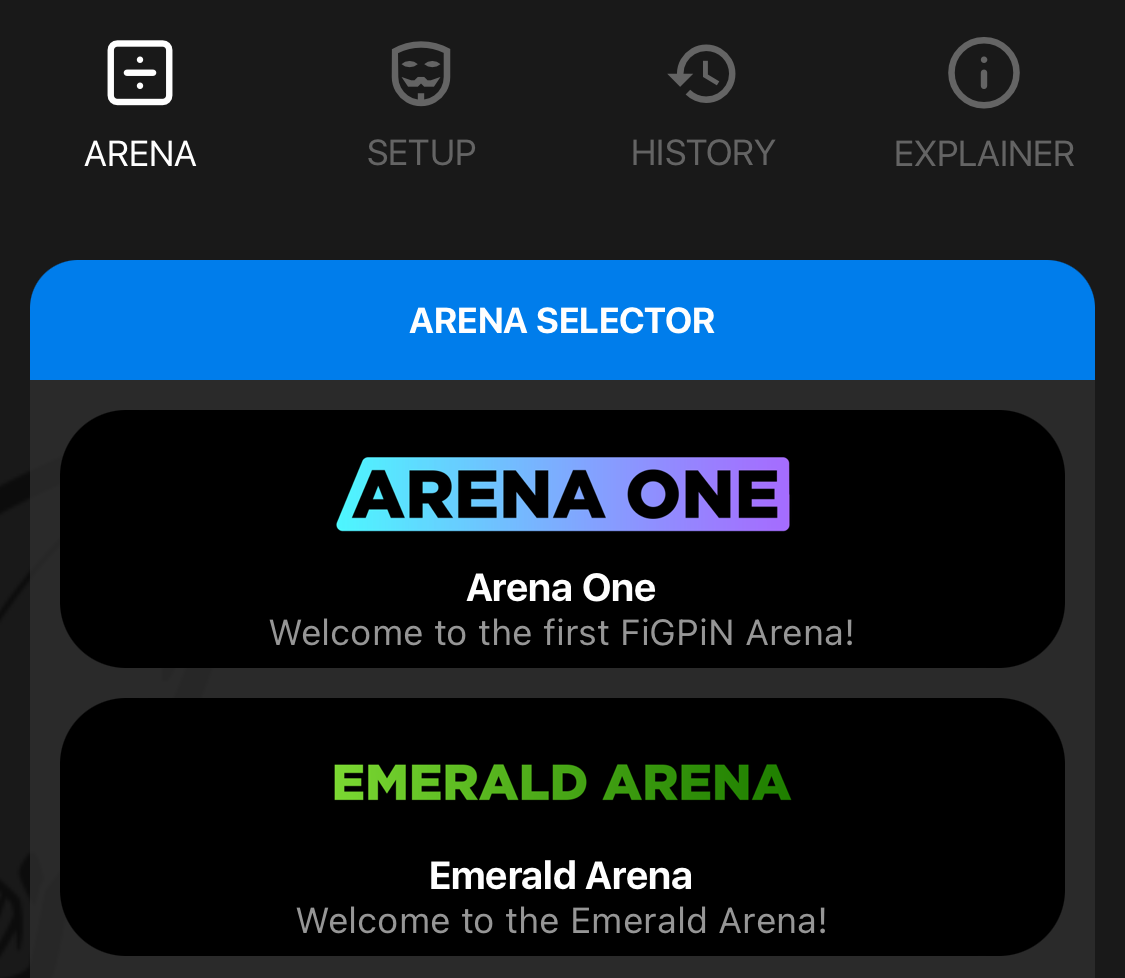 ARENA SETUP HISTORY EXPLAINER
ARENA SELECTOR
ARENA ONE
Arena One
Welcome to the first FiGPiN Arena!
EMERALD ARENA
Emerald Arena
Welcome to the Emerald Arena!